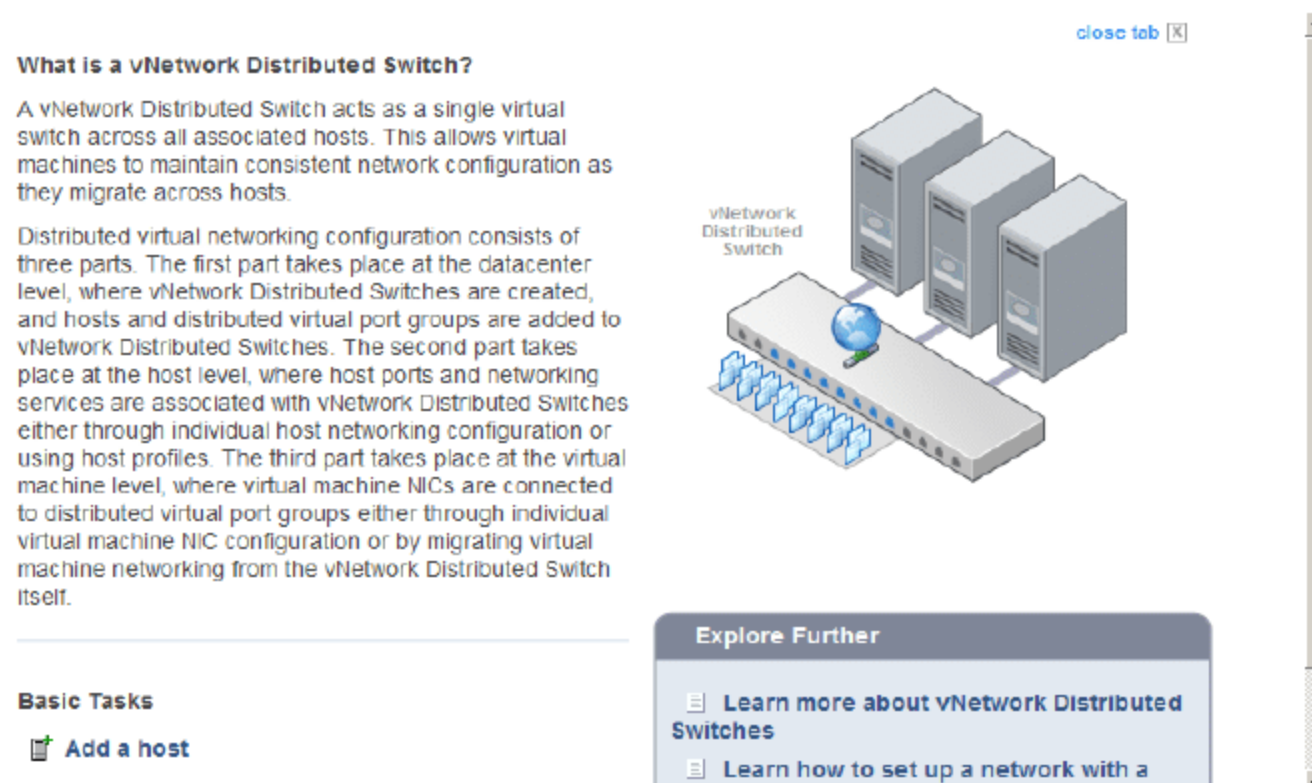 close tab X
What is a vNetwork Distributed Switch?
A vNetwork Distributed Switch acts as a single virtual
switch across all associated hosts. This allows virtual
machines to maintain consistent network configuration as
they migrate across hosts.
Distributed virtual networking configuration consists of
three parts. The first part takes place at the datacenter
level, where vNetwork Distributed Switches are created,
and hosts and distributed virtual port groups are added to
vNetwork Distributed Switches. The second part takes
place at the host level, where host ports and networking
services are associated with vNetwork Distributed Switches
either through individual host networking configuration or
using host profiles. The third part takes place at the virtual
machine level, where virtual machine NICs are connected
to distributed virtual port groups either through individual
virtual machine NIC configuration or by migrating virtual
machine networking from the vNetwork Distributed Switch
itself.
vNetwork
Distributed
Switch
Basic Tasks
Add a host
Explore Further
Learn more about vNetwork Distributed
Switches
Learn how to set up a network with a